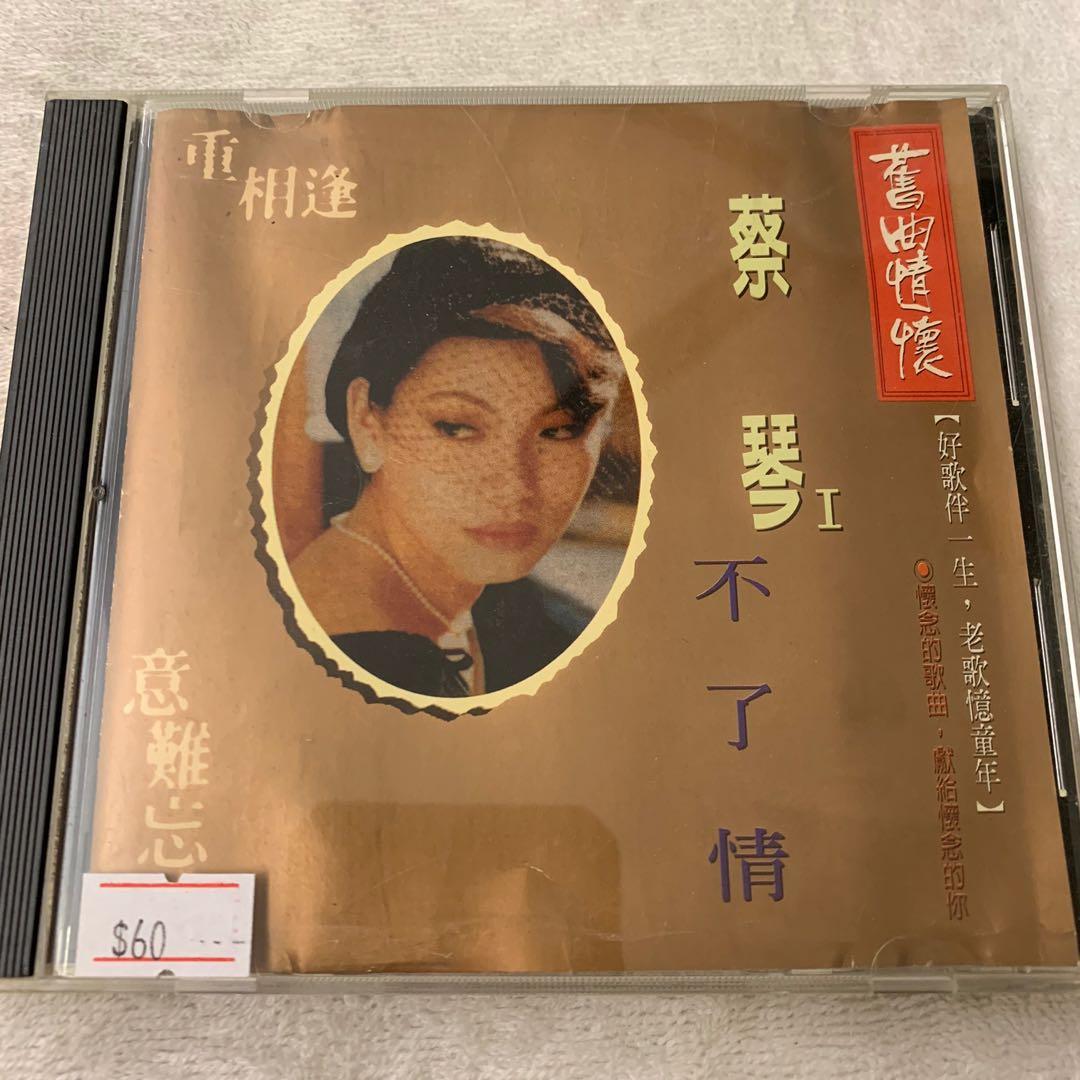 舊曲情懷
【好歌伴一生，老歌憶童年】
懷念的歌曲，獻給懷念的你
蔡琴 I
不了情
重相逢
意難忘
$60